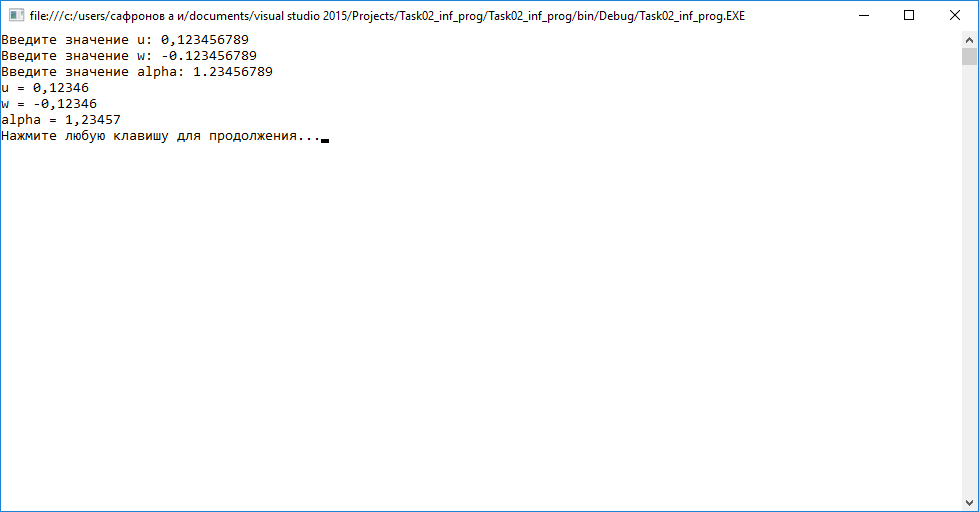 file:///c:/users/сафронов а и/documents/visual studio 2015/Projects/Task02_inf_prog/Task02_inf_prog/bin/Debug/Task02_inf_prog.EXE
Введите значение u: 0,123456789
Введите значение w: -0.123456789
Введите значение alpha: 1.23456789
u = 0,12346
w = -0,12346
alpha = 1,23457
Нажмите любую клавишу для продолжения...